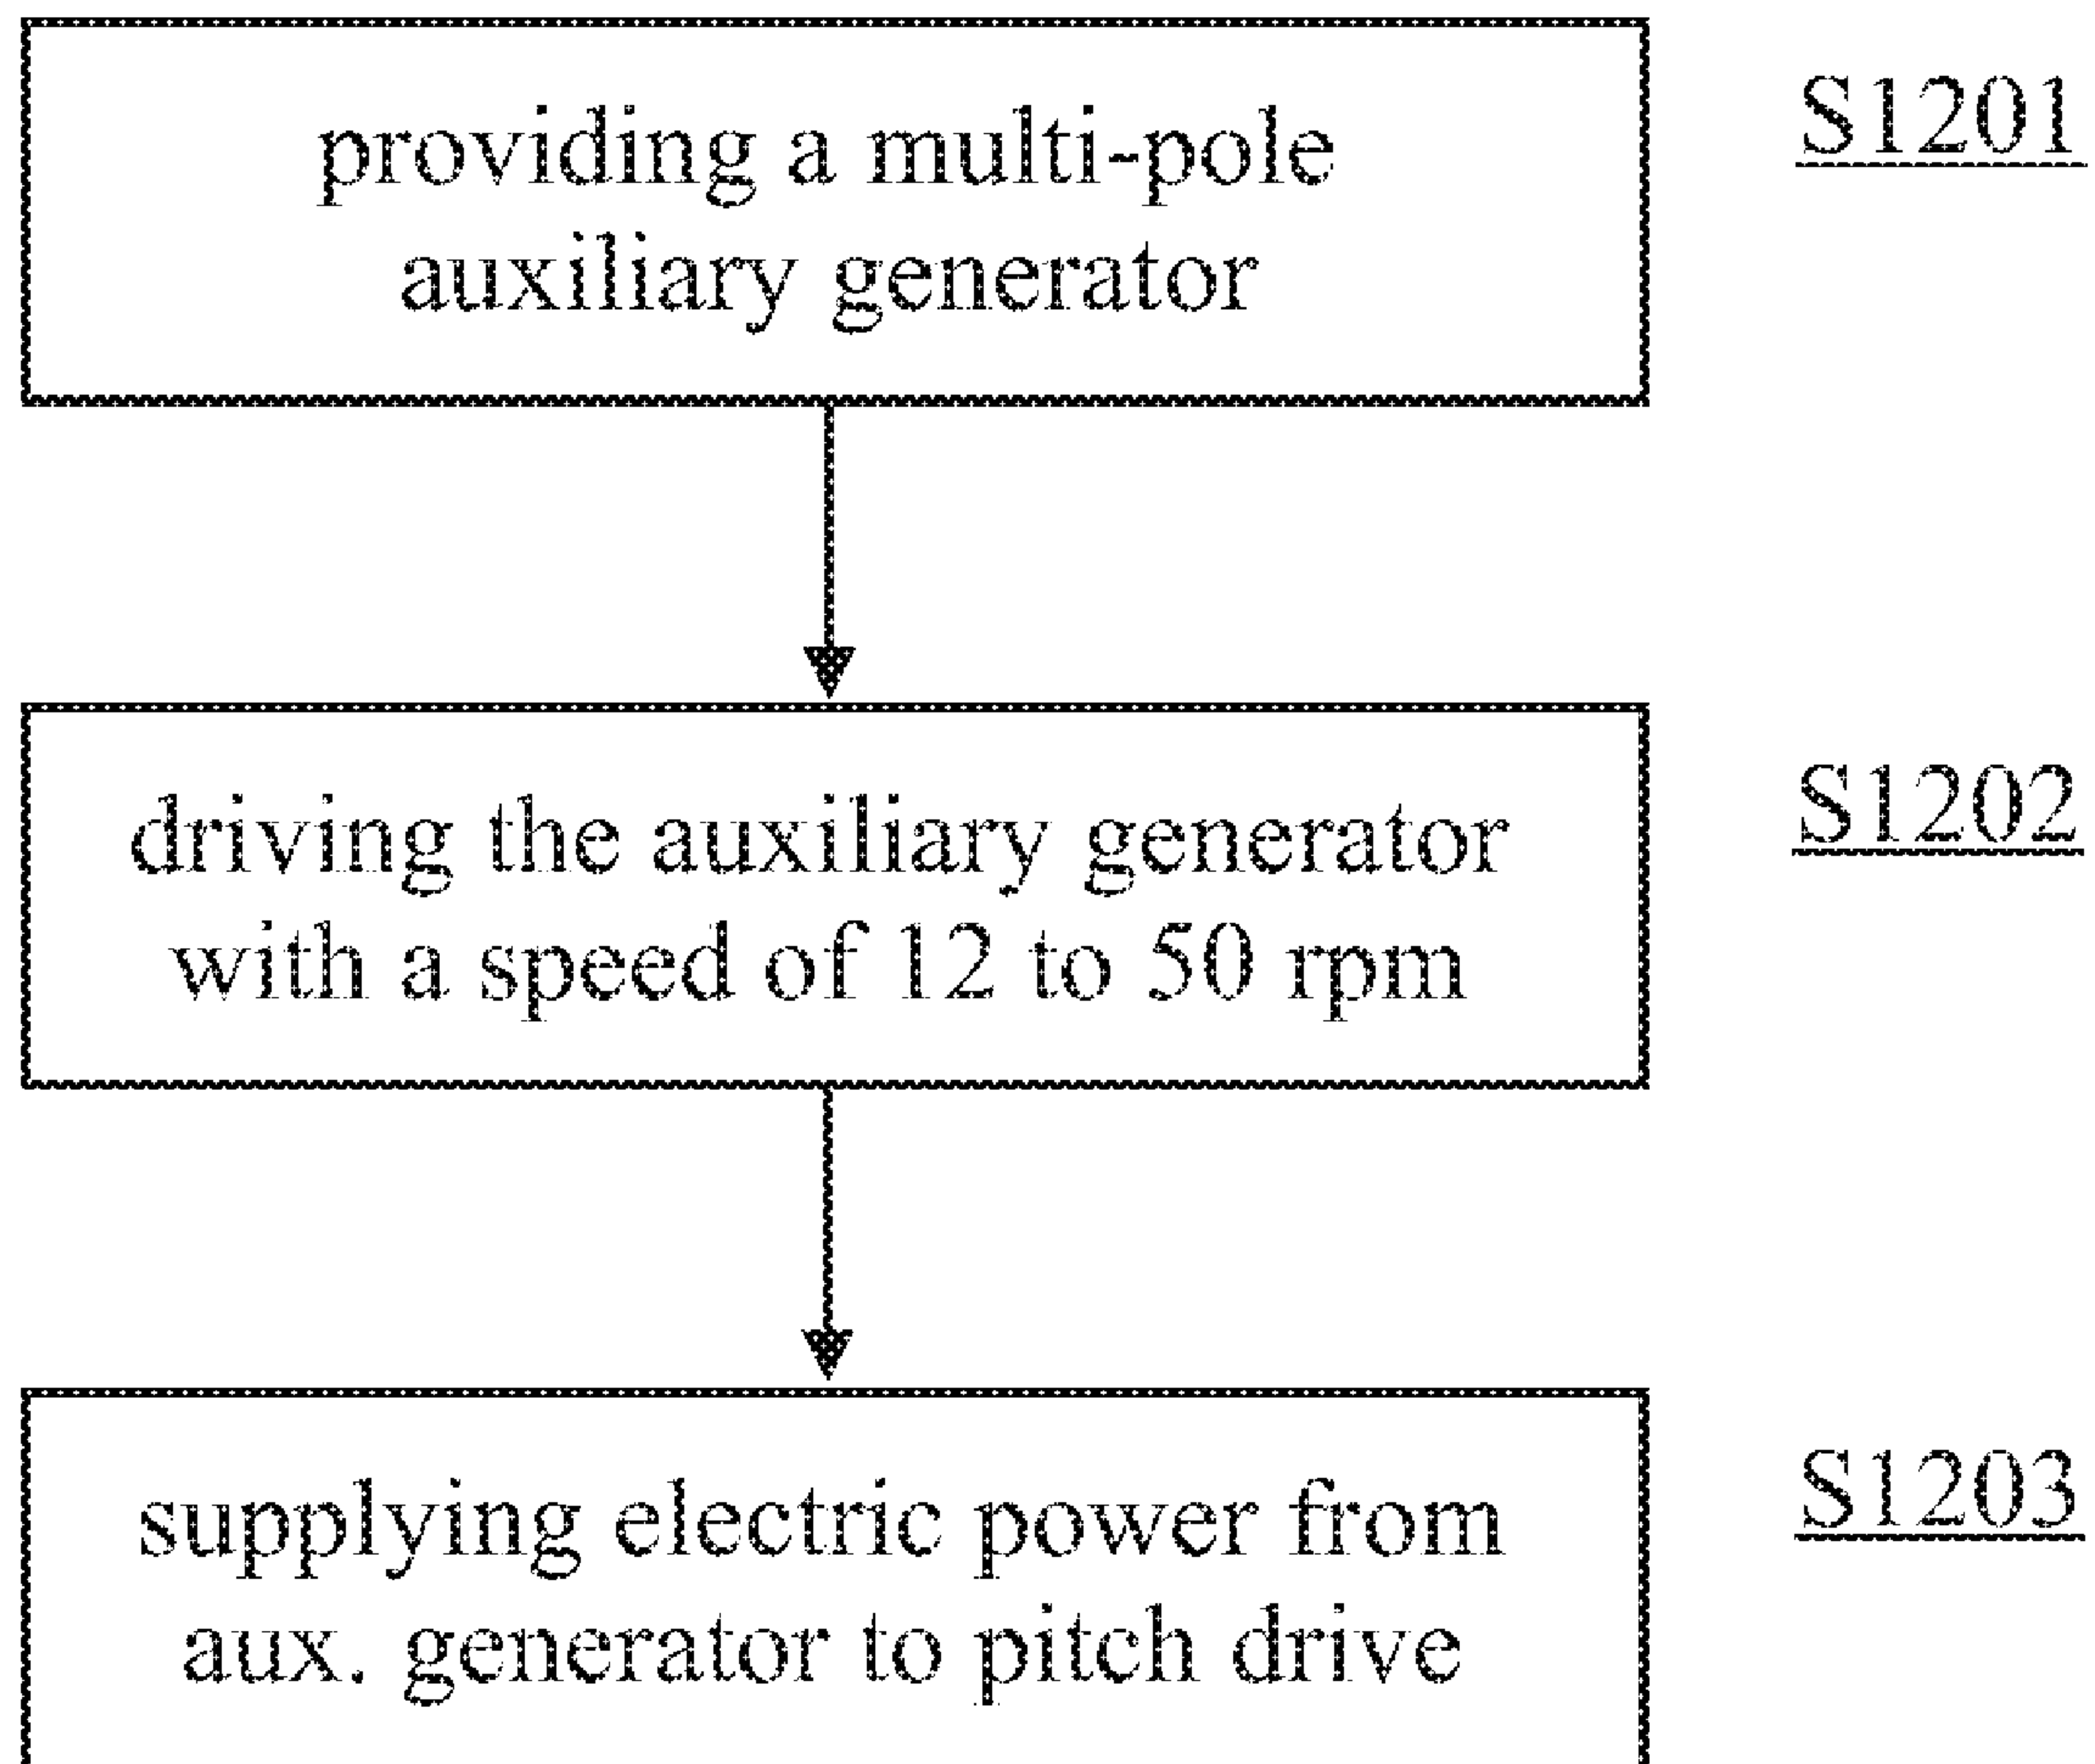 providing a multi-pole
auxiliary generator
S1201
driving the auxiliary generator
with a speed of 12 to 50 rpm
S1202
supplying electric power from
aux. generator to pitch drive
S1203